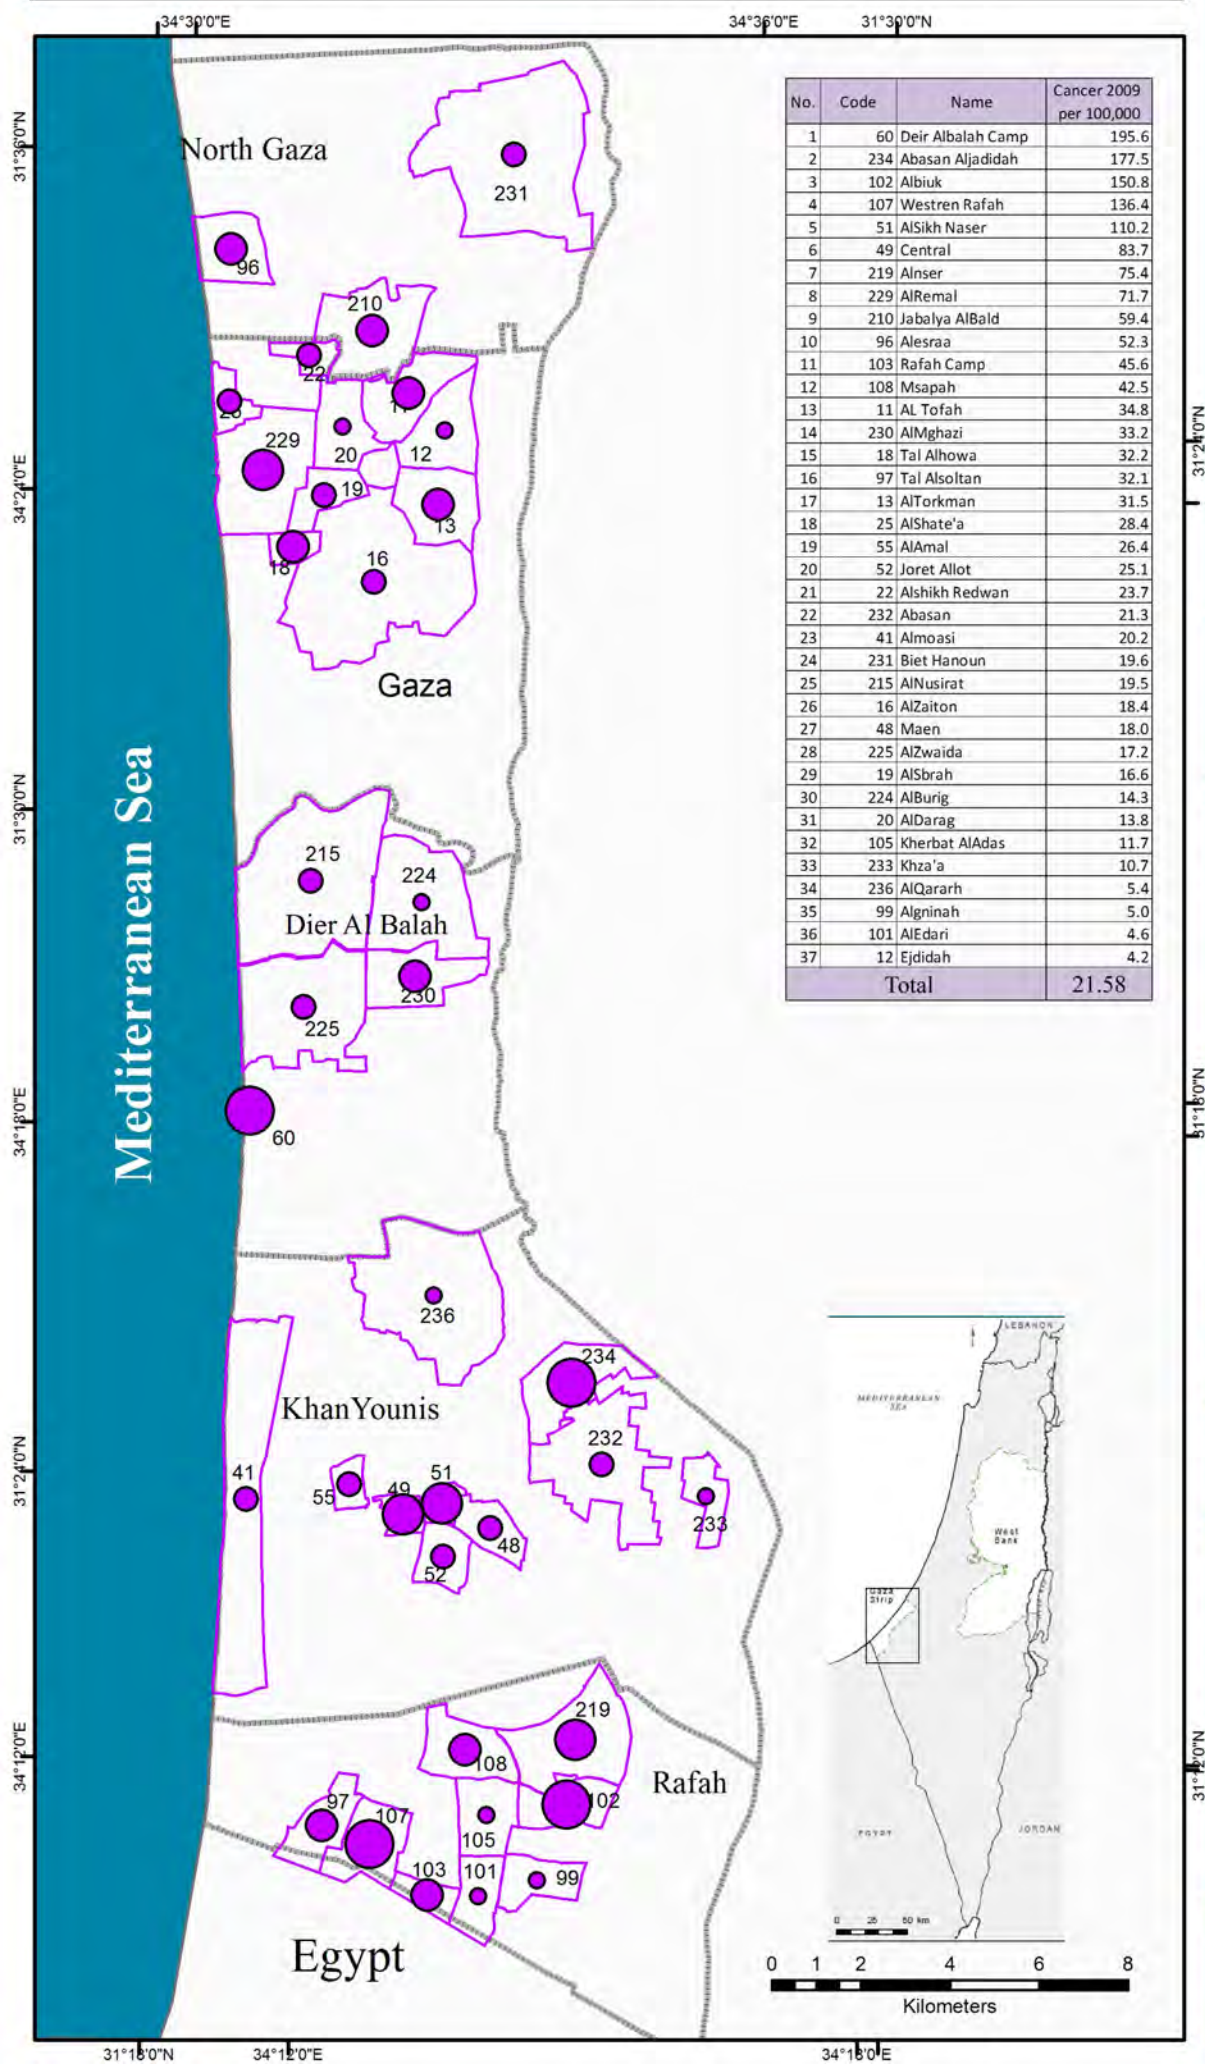 34°30'0"E
34°36'0"E
31°30'0"N
31°36'0"N
North Gaza
231
96
210
22
11
229
20
12
19
13
18
16
Gaza
34°24'0"E
31°24'0"N
No. Code Name Cancer 2009 per 100,000
1 60 Deir Albalah Camp 195.6
2 234 Abasan Aljadidah 177.5
3 102 Albiuk 150.8
4 107 Westren Rafah 136.4
5 51 AlSikh Naser 110.2
6 49 Central 83.7
7 219 Alnser 75.4
8 229 AlRemal 71.7
9 210 Jabalya AlBald 59.4
10 96 Alesraa 52.3
11 103 Rafah Camp 45.6
12 108 Msapah 42.5
13 11 AL Tofah 34.8
14 230 AlMghazi 33.2
15 18 Tal Alhowa 32.2
16 97 Tal Alsoltan 32.1
17 13 AlTorkman 31.5
18 25 AlShate'a 28.4
19 55 AlAmal 26.4
20 52 Joret Allot 25.1
21 22 Alshikh Redwan 23.7
22 232 Abasan 21.3
23 41 Almoasi 20.2
24 231 Biet Hanoun 19.6
25 215 AlNusirat 19.5
26 16 AlZaiton 18.4
27 48 Maen 18.0
28 225 AlZwaida 17.2
29 19 AlSbrah 16.6
30 224 AlBurig 14.3
31 20 AlDarag 13.8
32 105 Kherbat AlAdas 11.7
33 233 Khza'a 10.7
34 236 AlQararh 5.4
35 99 Algninah 5.0
36 101 AlEdari 4.6
37 12 Ejdidah 4.2
Total 21.58
Mediterranean Sea
31°30'0"N
215
224
Dier Al Balah
230
225
34°18'0"E
31°18'0"N
60
236
234
KhanYounis
232
41
55
49
51
48
52
233
31°24'0"N
LEBANON
MEDITERRANEAN
SEA
West
Bank
Gaza
Strip
EGYPT
JORDAN
0 25 50 km
34°12'0"E
31°12'0"N
219
108
102
Rafah
97
107
105
103
101
99
Egypt
0 1 2 4 6 8
Kilometers
31°18'0"N
34°12'0"E
34°18'0"E